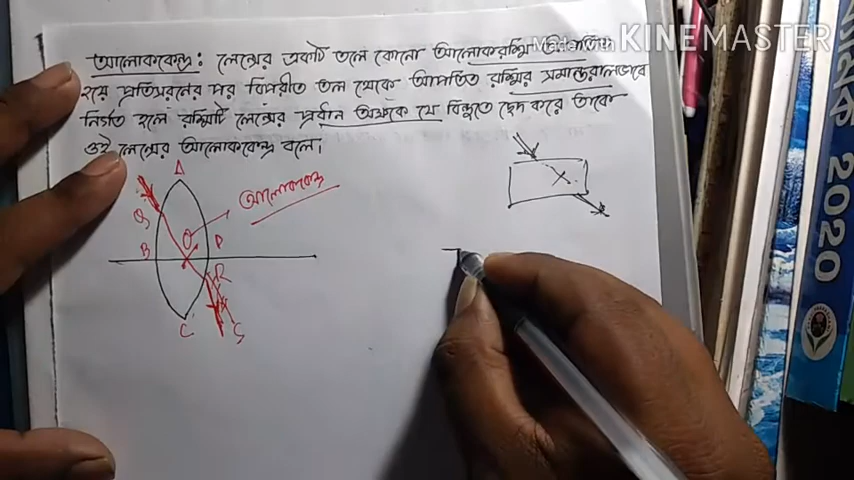 আলোককেন্দ্র: লেন্সের একটি তলে কোনো আলোকরশ্মি
হয়ে প্রতিসরণের পর বিপরীত তল থেকে আপতিত রশ্মির সমান্তরালভাবে
নির্গত হলে রশ্মিটি লেন্সের প্রধান অক্ষকে যে বিন্দুতে ছেদ করে তাকে
ওই লেন্সের আলোককেন্দ্র বলে।
KINEMASTER
A
আলোককেন্দ্র
Q
O
B
D
R
C
S
শিক্ষক
2020